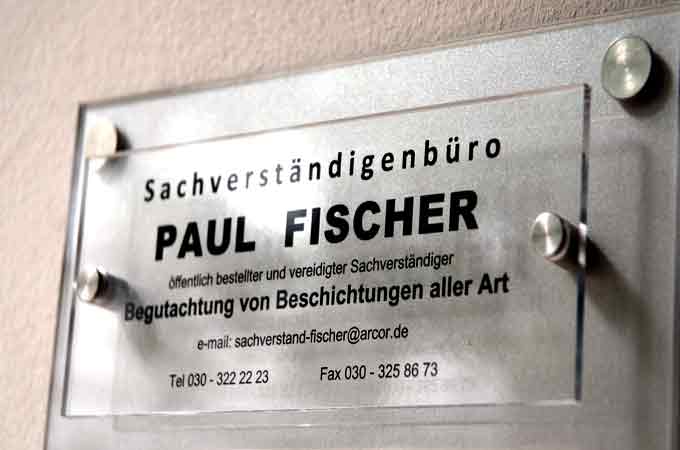 Sachverständigenbüro
PAUL FISCHER
öffentlich bestellter und vereidigter Sachverständiger
Begutachtung von Beschichtungen aller Art
e-mail: sachverstand-fischer@arcor.de
Tel 030 - 322 22 23 Fax 030 - 325 86 73